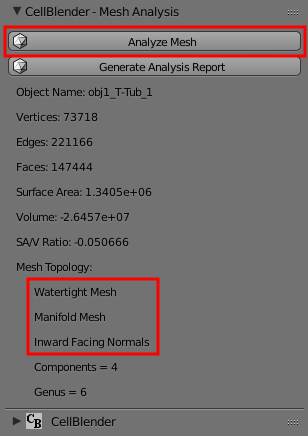 CellBlender - Mesh Analysis
Analyze Mesh
Generate Analysis Report
Object Name: obj1_T-Tub_1
Vertices: 73718
Edges: 221166
Faces: 147444
Surface Area: 1.3405e+06
Volume: -2.6457e+07
SA/V Ratio: -0.050666
Mesh Topology:
Watertight Mesh
Manifold Mesh
Inward Facing Normals
Components = 4
Genus = 6
CB CellBlender